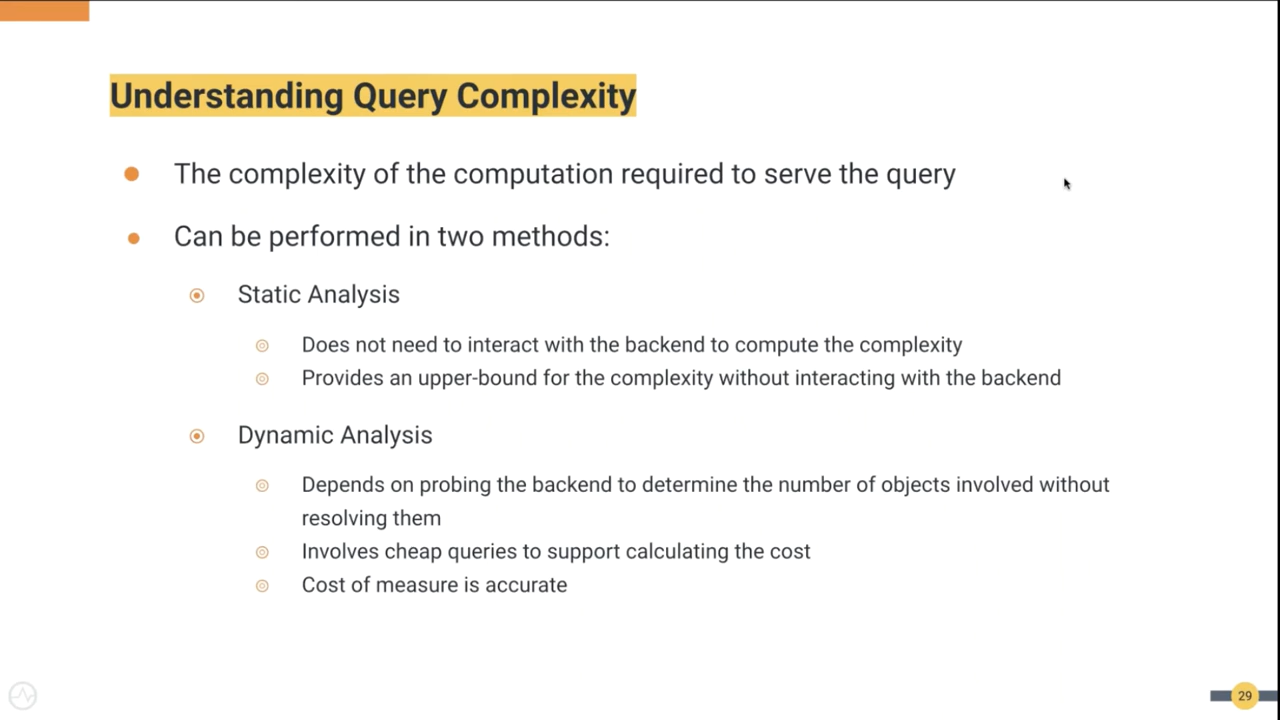 Understanding Query Complexity
The complexity of the computation required to serve the query
Can be performed in two methods:
Static Analysis
Does not need to interact with the backend to compute the complexity
Provides an upper-bound for the complexity without interacting with the backend
Dynamic Analysis
Depends on probing the backend to determine the number of objects involved without
resolving them
Involves cheap queries to support calculating the cost
Cost of measure is accurate
29